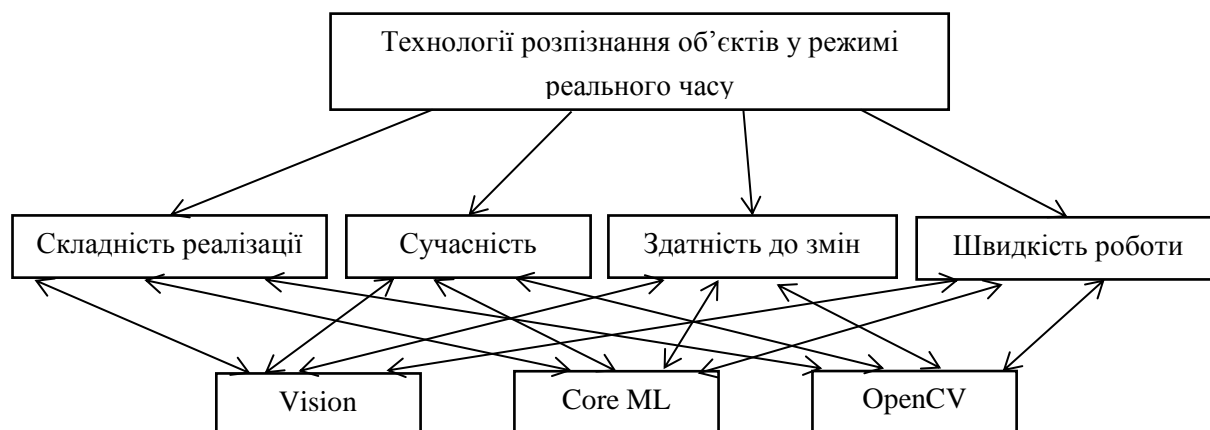 Технології розпізнання об’єктів у режимі
реального часу
Складність реалізації
Сучасність
Здатність до змін
Швидкість роботи
Vision
Core ML
OpenCV